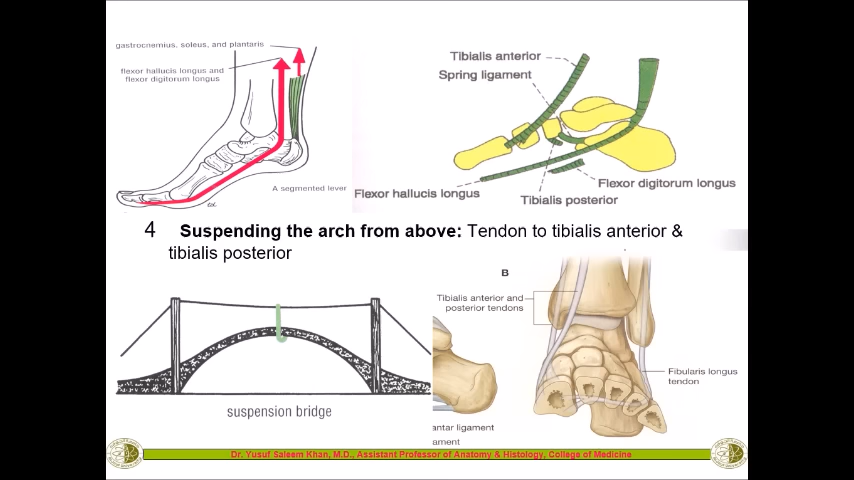 gastrocnemius, soleus, and plantaris
flexor hallucis longus and
flexor digitorum longus
A segmented lever
Tibialis anterior
Spring ligament
Flexor hallucis longus
Flexor digitorum longus
Tibialis posterior
4 Suspending the arch from above: Tendon to tibialis anterior &
tibialis posterior
suspension bridge
B
Tibialis anterior and
posterior tendons
Fibularis longus
tendon
antar ligament
ament
Dr. Yusuf Saleem Khan, M.D., Assistant Professor of Anatomy & Histology, College of Medicine